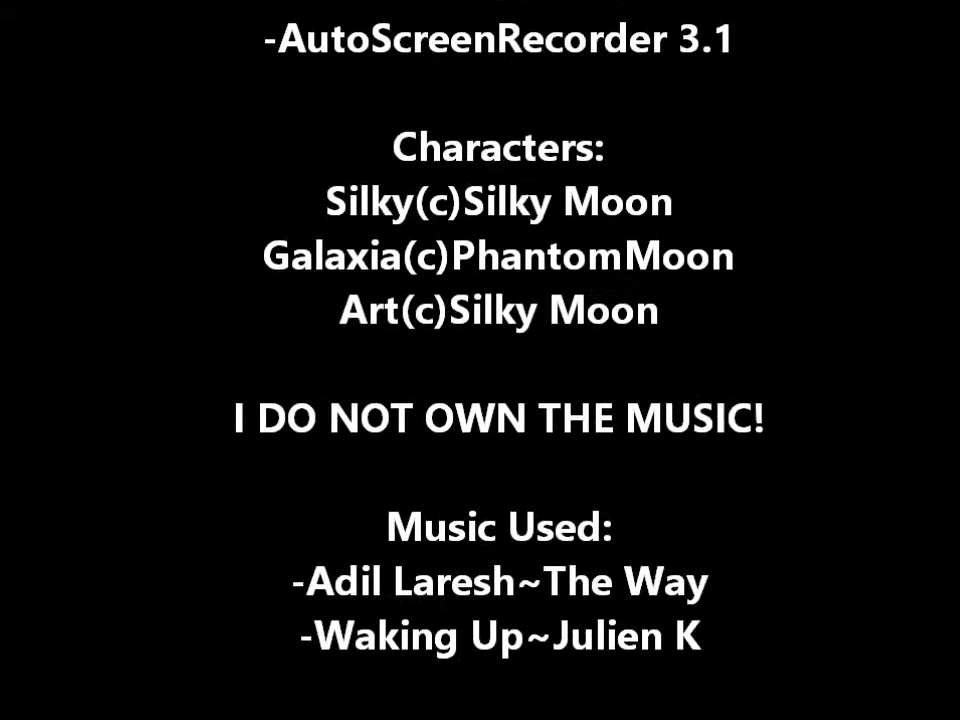 -AutoScreenRecorder 3.1
Characters:
Silky(c)Silky Moon
Galaxia(c)PhantomMoon
Art(c)Silky Moon
I DO NOT OWN THE MUSIC!
Music Used:
-Adil Laresh~The Way
-Waking Up~Julien K